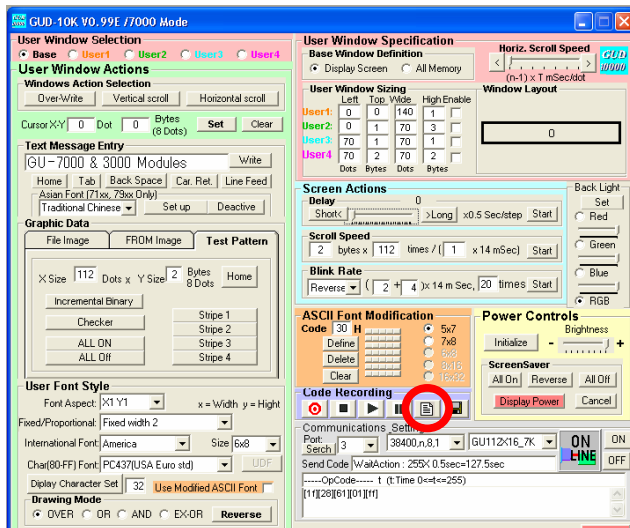 GUD-10K V0.99E /7000 Mode
User Window Selection
Base User1 User2 User3 User4
User Window Actions
Windows Action Selection
Over-Write Vertical scroll Horizontal scroll
Cursor X-Y 0 Dot 0 Bytes (8 Dots) Set Clear
Text Message Entry
GU-7000 & 3000 Modules Write
Home Tab Back Space Car. Ret. Line Feed
Asian Font (71xx, 79xx Only)
Traditional Chinese Set up Deactive
Graphic Data
File Image FROM Image Test Pattern
X Size 112 Dots x Y Size 2 Bytes 8 Dots Home
Incremental Binary
Checker Stripe 1
Stripe 2
ALL ON Stripe 3
ALL Off Stripe 4
User Font Style
Font Aspect: X1 Y1 x = Width y = Hight
Fixed/Proportional: Fixed width 2
International Font: America Size 6x8
Char(80-FF) Font: PC437(USA Euro std) UDF
Diplay Character Set 32 Use Modified ASCII Font
Drawing Mode
OVER OR AND EX-OR Reverse
User Window Specification
Base Window Definition
Display Screen All Memory
Horiz. Scroll Speed
< >
(n-1) x T mSec/dot
GUD 10000
User Window Sizing
Left Top Wide High Enable
User1: 0 0 140 1
User2: 0 1 70 3
User3: 70 1 70 1
User4 70 2 70 2
Dots Bytes Dots Bytes
Window Layout
0
Screen Actions
Delay 0
Short< >Long x0.5 Sec/step Start
Scroll Speed
2 bytes x 112 times / ( 1 x 14 mSec) Start
Blink Rate
Reverse ( 2 + 4 )x 14 m Sec, 20 times Start
Back Light
Set
Red
Green
Blue
RGB
ASCII Font Modification
Code 30 H
Define
Delete
Clear
5x7
7x8
6x8
8x16
16x32
Power Controls
Initialize Brightness
- +
ScreenSaver
All On Reverse All Off
Display Power Cancel
Code Recording
Communications Setting
Port: Serch 3 38400,n,8,1 GU112X16_7K ON LINE ON
OFF
Send Code WaitAction : 255X 0.5sec=127.5sec
-----OpCode----- t (t:Time 0<=t<=255)
[1f][28][61][01][ff]